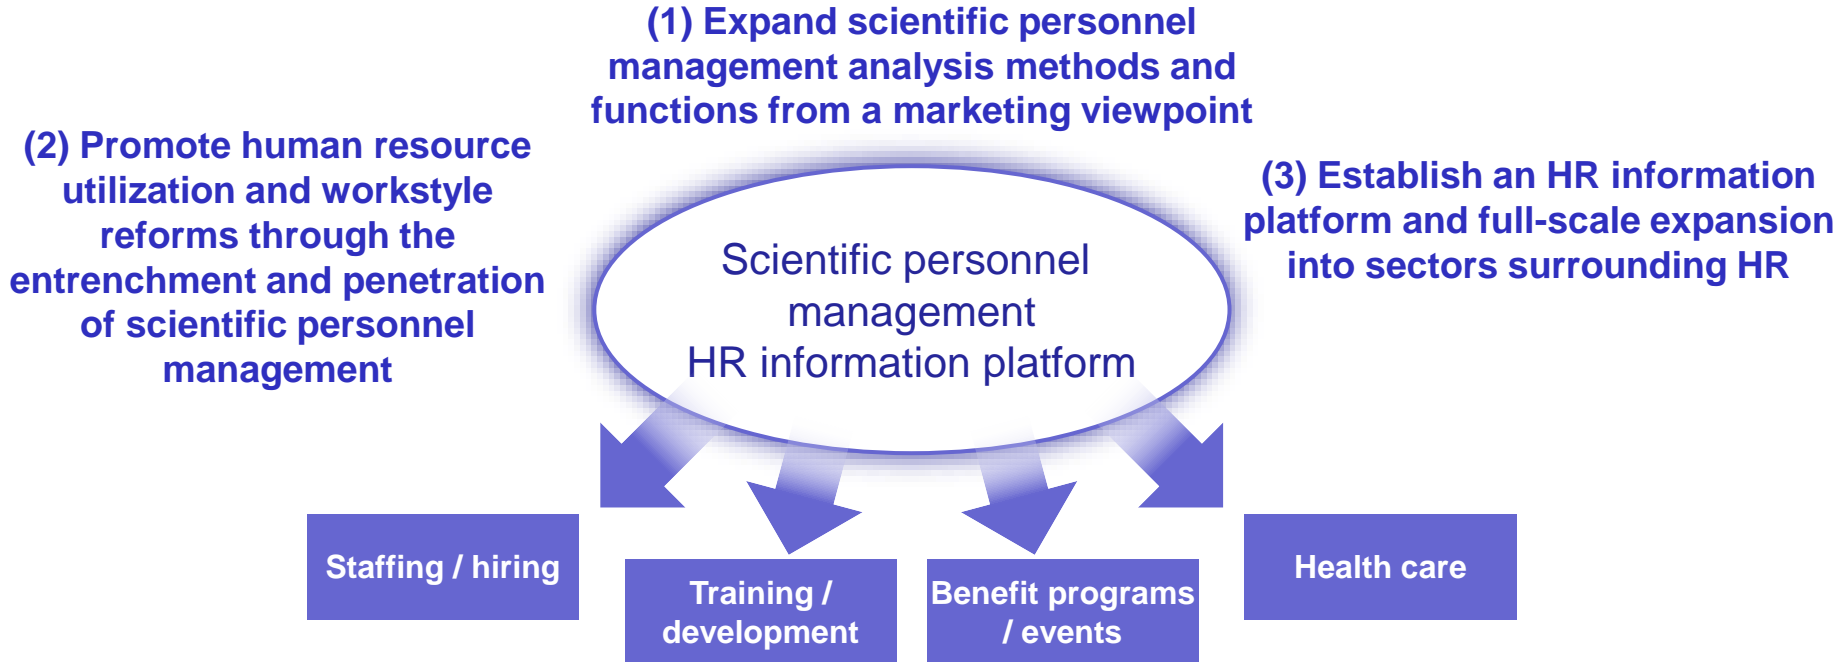 (1) Expand scientific personnel
management analysis methods and
functions from a marketing viewpoint
(2) Promote human resource
utilization and workstyle
reforms through the
entrenchment and penetration
of scientific personnel
management
(3) Establish an HR information
platform and full-scale expansion
into sectors surrounding HR
Scientific personnel
management
HR information platform
Staffing / hiring
Training /
development
Benefit programs
/ events
Health care